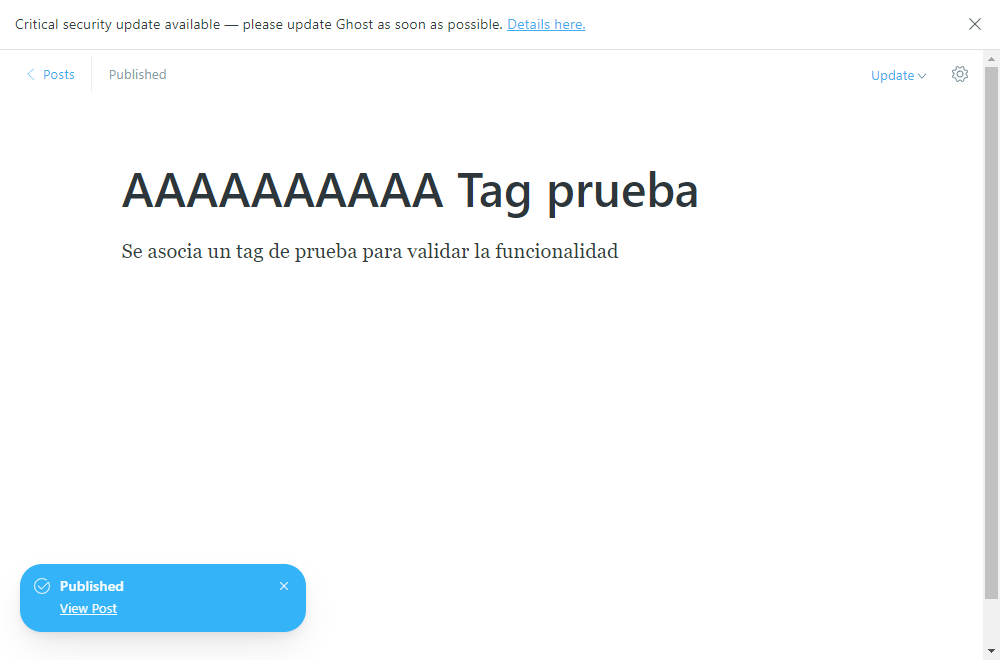 Critical security update available — please update Ghost as soon as possible. Details here.
Posts
Published
Update
AAAAAAAAAA Tag prueba
Se asocia un tag de prueba para validar la funcionalidad
Published
View Post